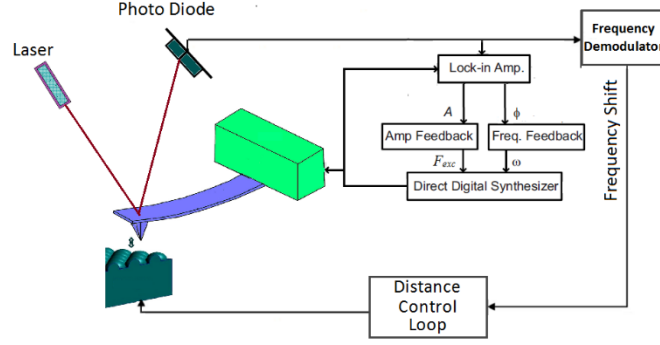 Photo Diode
Laser
Frequency
Demodulator
Lock-in Amp.
A
ϕ
Amp Feedback
Freq. Feedback
F_exc
ω
Direct Digital Synthesizer
Frequency Shift
Distance
Control
Loop